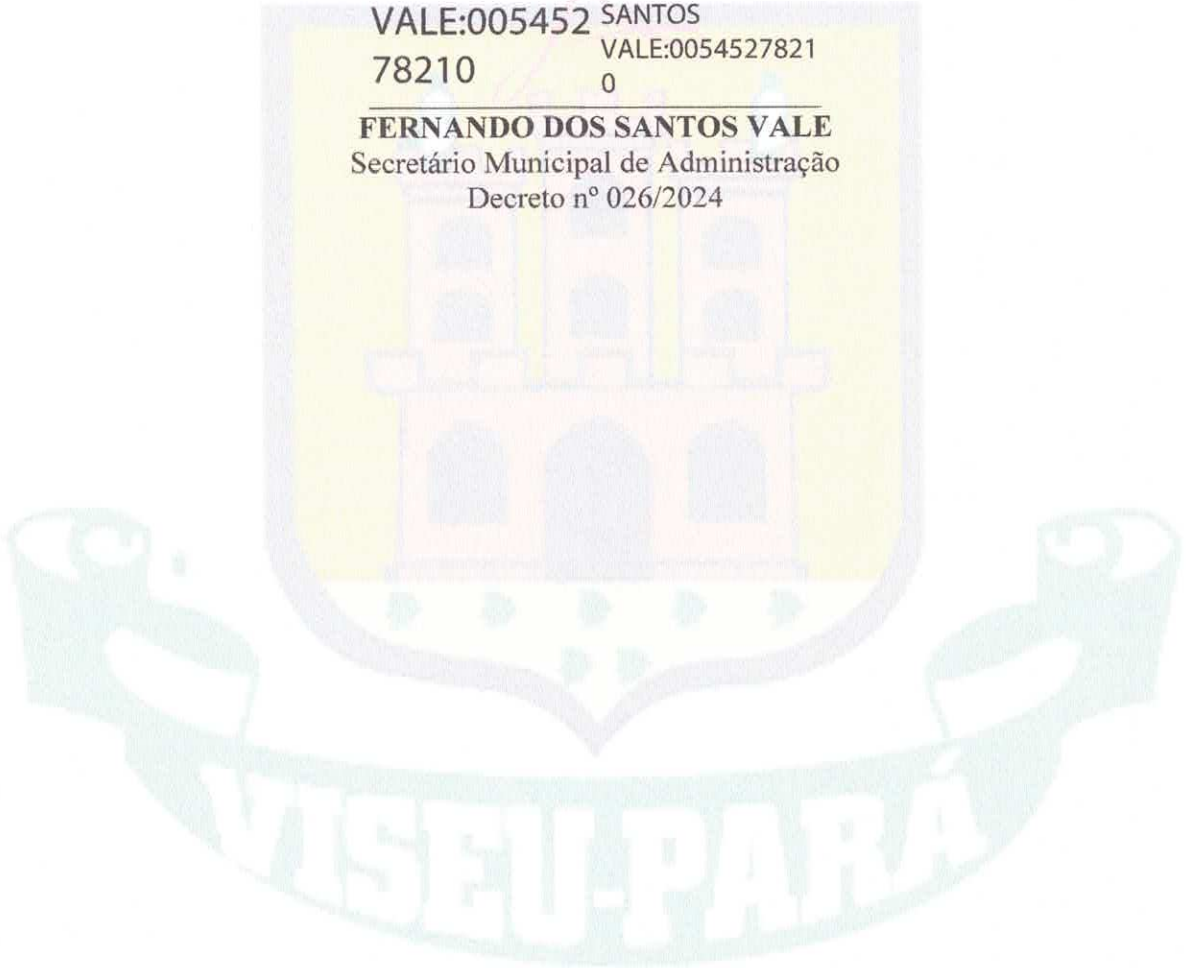 VALE:005452
78210
SANTOS
VALE:0054527821
0
FERNANDO DOS SANTOS VALE
Secretário Municipal de Administração
Decreto nº 026/2024
VISEU-PARÁ